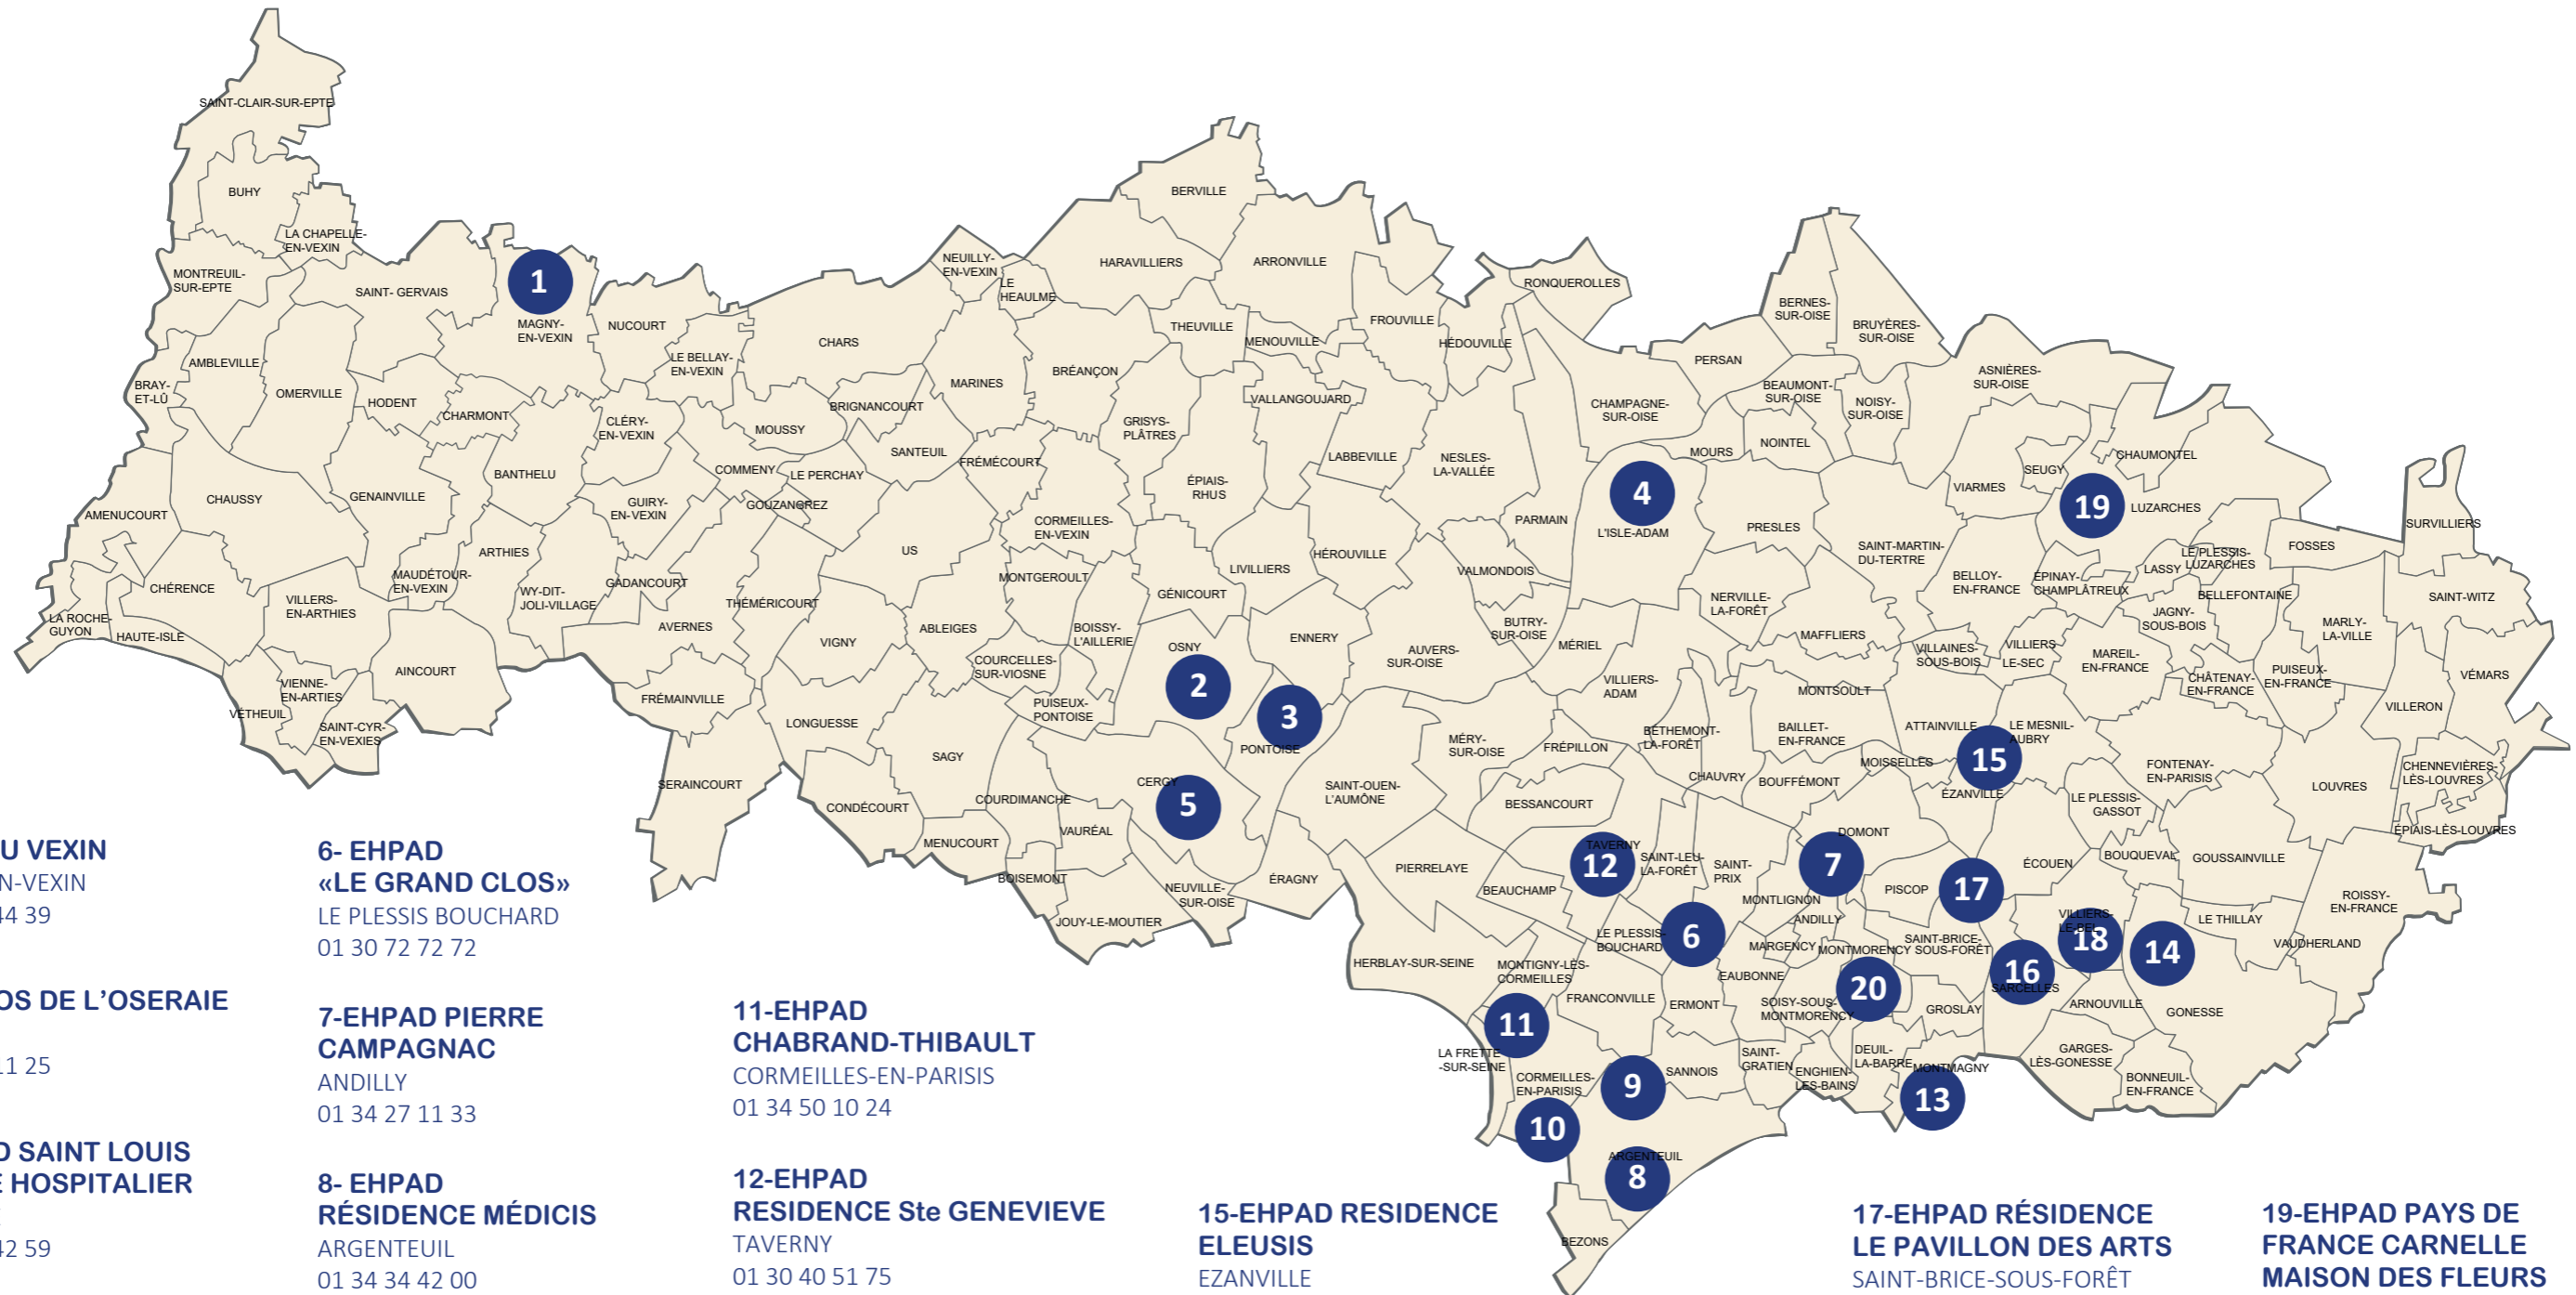 SAINT-CLAIR-SUR-EPTE
BUHY
LA CHAPELLE-
EN-VEXIN
MONTREUIL-
SUR-EPTE
SAINT- GERVAIS
1
MAGNY-
EN-VEXIN
NUCOURT
LE BELLAY-
EN-VEXIN
AMBLEVILLE
BRAY-
ET-LÛ
OMERVILLE
HODENT
CHARMONT
CLÉRY-
EN-VEXIN
BANTHELU
CHAUSSY
GENAINVILLE
GUIRY-
EN-VEXIN
AMENUCOURT
ARTHIES
CHÉRENCE
MAUDÉTOUR-
EN-VEXIN
VILLERS-
EN-ARTHIES
WY-DIT-
JOLI-VILLAGE
GADANCOURT
LA ROCHE-
GUYON
HAUTE-ISLE
AINCOURT
VIENNE-
EN-ARTIES
VÉTHEUIL
SAINT-CYR-
EN-VEXIES
AVERNES
FRÉMAINVILLE
SERAINCOURT
THÉMÉRICOURT
CHARS
NEUILLY-
EN-VEXIN
LE
HEAULME
MARINES
BRIGNANCOURT
MOUSSY
SANTEUIL
COMMENY
LE PERCHAY
GOUZANGREZ
FRÉMÉCOURT
US
CORMEILLES-
EN-VEXIN
MONTGEROULT
VIGNY
ABLEIGES
BOISSY-
L'AILLERIE
COURCELLES-
SUR-VIOSNE
PUISEUX-
PONTOISE
LONGUESSE
SAGY
CONDÉCOURT
COURDIMANCHE
MENUCOURT
VAURÉAL
BOISEMONT
JOUY-LE-MOUTIER
NEUVILLE-
SUR-OISE
CERGY
5
BERVILLE
HARAVILLIERS
ARRONVILLE
THEUVILLE
MENOUVILLE
FROUVILLE
HÉDOUVILLE
BRÉANÇON
GRISYS-
PLÂTRES
VALLANGOUJARD
LABBEVILLE
NESLES-
LA-VALLÉE
ÉPIAIS-
RHUS
LIVILLIERS
HÉROUVILLE
GÉNICOURT
ENNERY
OSNY
2
3
PONTOISE
VALMONDOIS
BUTRY-
SUR-OISE
AUVERS-
SUR-OISE
MÉRY-
SUR-OISE
SAINT-OUEN-
L'AUMÔNE
ÉRAGNY
PIERRELAYE
RONQUEROLLES
BERNES-
SUR-OISE
BRUYÈRES-
SUR-OISE
PERSAN
BEAUMONT-
SUR-OISE
CHAMPAGNE-
SUR-OISE
NOISY-
SUR-OISE
ASNIÈRES-
SUR-OISE
MOURS
NOINTEL
4
L'ISLE-ADAM
PARMAIN
PRESLES
VIARMES
SEUGY
CHAUMONTEL
19
LUZARCHES
SAINT-MARTIN-
DU-TERTRE
BELLOY-
EN-FRANCE
ÉPINAY-
CHAMPLÂTREUX
LASSY
LE PLESSIS-
LUZARCHES
FOSSES
SURVILLIERS
BELLEFONTAINE
JAGNY-
SOUS-BOIS
SAINT-WITZ
MARLY-
LA-VILLE
NERVILLE-
LA-FORÊT
MÉRIEL
MAFFLIERS
VILLAINES-
SOUS-BOIS
VILLIERS
LE-SEC
MAREIL-
EN-FRANCE
CHÂTENAY-
EN-FRANCE
PUISEUX-
EN-FRANCE
VÉMARS
VILLERON
VILLIERS-
ADAM
MONTSOULT
FRÉPILLON
BÉTHEMONT-
LA-FORÊT
BAILLET-
EN-FRANCE
ATTAINVILLE
LE MESNIL-
AUBRY
15
MOISSELLES
CHAUVRY
BOUFFÉMONT
ÉZANVILLE
FONTENAY-
EN-PARISIS
LOUVRES
CHENNEVIÈRES-
LÈS-LOUVRES
ÉPIAIS-LÈS-LOUVRES
LE PLESSIS-
GASSOT
BESSANCOURT
DOMONT
TAVERNY
12
SAINT-LEU-
LA-FORÊT
SAINT-
PRIX
7
PISCOP
17
ÉCOUEN
BOUQUEVAL
GOUSSAINVILLE
ROISSY-
EN-FRANCE
BEAUCHAMP
MONTLIGNON
ANDILLY
LE PLESSIS-
BOUCHARD
6
MARGENCY
MONTMORENCY
SAINT-BRICE-
SOUS-FORÊT
VILLIERS-
LE-BEL
18
14
LE THILLAY
VAUDHERLAND
HERBLAY-SUR-SEINE
MONTIGNY-LÈS-
CORMEILLES
EAUBONNE
20
16
SARCELLES
FRANCONVILLE
ERMONT
SOISY-SOUS-
MONTMORENCY
GROSLAY
ARNOUVILLE
GONESSE
11
LA FRETTE
-SUR-SEINE
SANNOIS
SAINT-
GRATIEN
ENGHIEN-
LES-BAINS
DEUIL-
LA-BARRE
MONTMAGNY
13
GARGES-
LÈS-GONESSE
BONNEUIL-
EN-FRANCE
CORMEILLES-
EN-PARISIS
9
10
ARGENTEUIL
8
BEZONS
U VEXIN
N-VEXIN
44 39
OS DE L'OSERAIE
11 25
D SAINT LOUIS
E HOSPITALIER
42 59
6- EHPAD
«LE GRAND CLOS»
LE PLESSIS BOUCHARD
01 30 72 72 72
7-EHPAD PIERRE
CAMPAGNAC
ANDILLY
01 34 27 11 33
8- EHPAD
RÉSIDENCE MÉDICIS
ARGENTEUIL
01 34 34 42 00
11-EHPAD
CHABRAND-THIBAULT
CORMEILLES-EN-PARISIS
01 34 50 10 24
12-EHPAD
RESIDENCE Ste GENEVIEVE
TAVERNY
01 30 40 51 75
15-EHPAD RESIDENCE
ELEUSIS
EZANVILLE
17-EHPAD RÉSIDENCE
LE PAVILLON DES ARTS
SAINT-BRICE-SOUS-FORÊT
19-EHPAD PAYS DE
FRANCE CARNELLE
MAISON DES FLEURS